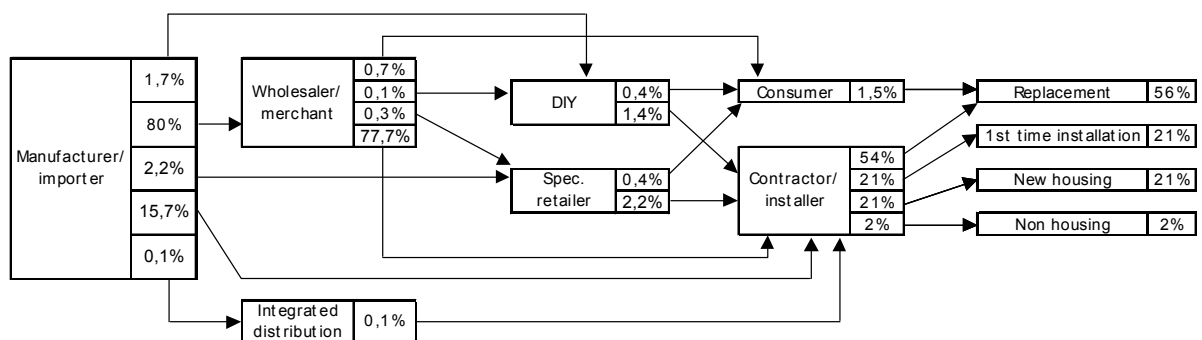 Manufacturer/
importer
1,7%
80%
2,2%
15,7%
0,1%
Wholesaler/
merchant
0,7%
0,1%
0,3%
77,7%
Integrated
distribution
0,1%
DIY
0,4%
1,4%
Spec.
retailer
0,4%
2,2%
Consumer
1,5%
Contractor/
installer
54%
21%
21%
2%
Replacement
56%
1st time installation
21%
New housing
21%
Non housing
2%